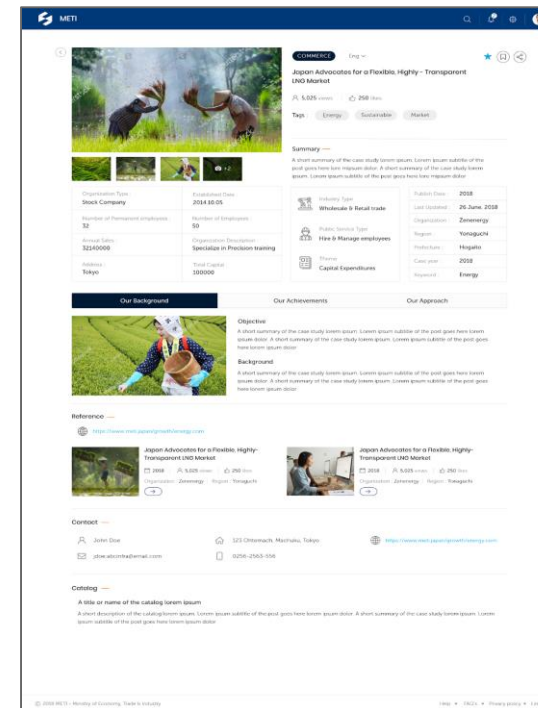 METI
COMMERCE
Eng
Japan Advocates for a Flexible, Highly - Transparent
LNG Market
5,025 views
250 likes
Tags :
Energy
Sustainable
Market
+2
Summary
A short summary of the case study lorem ipsum. Lorem ipsum subtitle of the
post goes here lore mipsum dolor. A short summary of the case study lorem
ipsum. Lorem ipsum subtitle of the post goes here lorem ipsum dolor
Organization Type :
Stock Company
Established Date :
2014.10.05
Number of Permanent employees :
32
Number of Employees :
50
Annual Sales :
32140000
Organization Description :
Specialize in Precision training
Address :
Tokyo
Total Capital :
100000
Industry Type
Wholesale & Retail trade
Public Service Type
Hire & Manage employees
Theme
Capital Expenditures
Publish Date :
2018
Last Updated :
26 June, 2018
Organization :
Zenenergy
Region :
Yonaguchi
Prefecture :
Hogaito
Case year :
2018
Keyword :
Energy
Our Background
Our Achievements
Our Approach
Objective
A short summary of the case study lorem ipsum. Lorem ipsum subtitle of the post goes here lorem
ipsum dolor. A short summary of the case study lorem ipsum. Lorem ipsum subtitle of the post goes
here lorem ipsum dolor
Background
A short summary of the case study lorem ipsum. Lorem ipsum subtitle of the post goes here lorem
ipsum dolor. A short summary of the case study lorem ipsum. Lorem ipsum subtitle of the post goes
here lorem ipsum dolor
Reference
Japan Advocates for a Flexible, Highly-
Transparent LNG Market
2018
5,025 views
250 likes
Organization : Zenenergy
Region : Yonaguchi
Japan Advocates for a Flexible, Highly-
Transparent LNG Market
2018
5,025 views
250 likes
Organization : Zenenergy
Region : Yonaguchi
Contact
John Doe
Tokyo
0256-2563-556
Catalog
A title or name of the catalog lorem ipsum
A short description of the catalog lorem ipsum. Lorem ipsum subtitle of the post goes here lorem ipsum dolor. A short summary of the case study lorem ipsum. Lorem
ipsum subtitle of the post goes here lorem ipsum dolor
© 2018 METI - Ministry of Economy, Trade & Industry
Help
FAQ's
Privacy policy